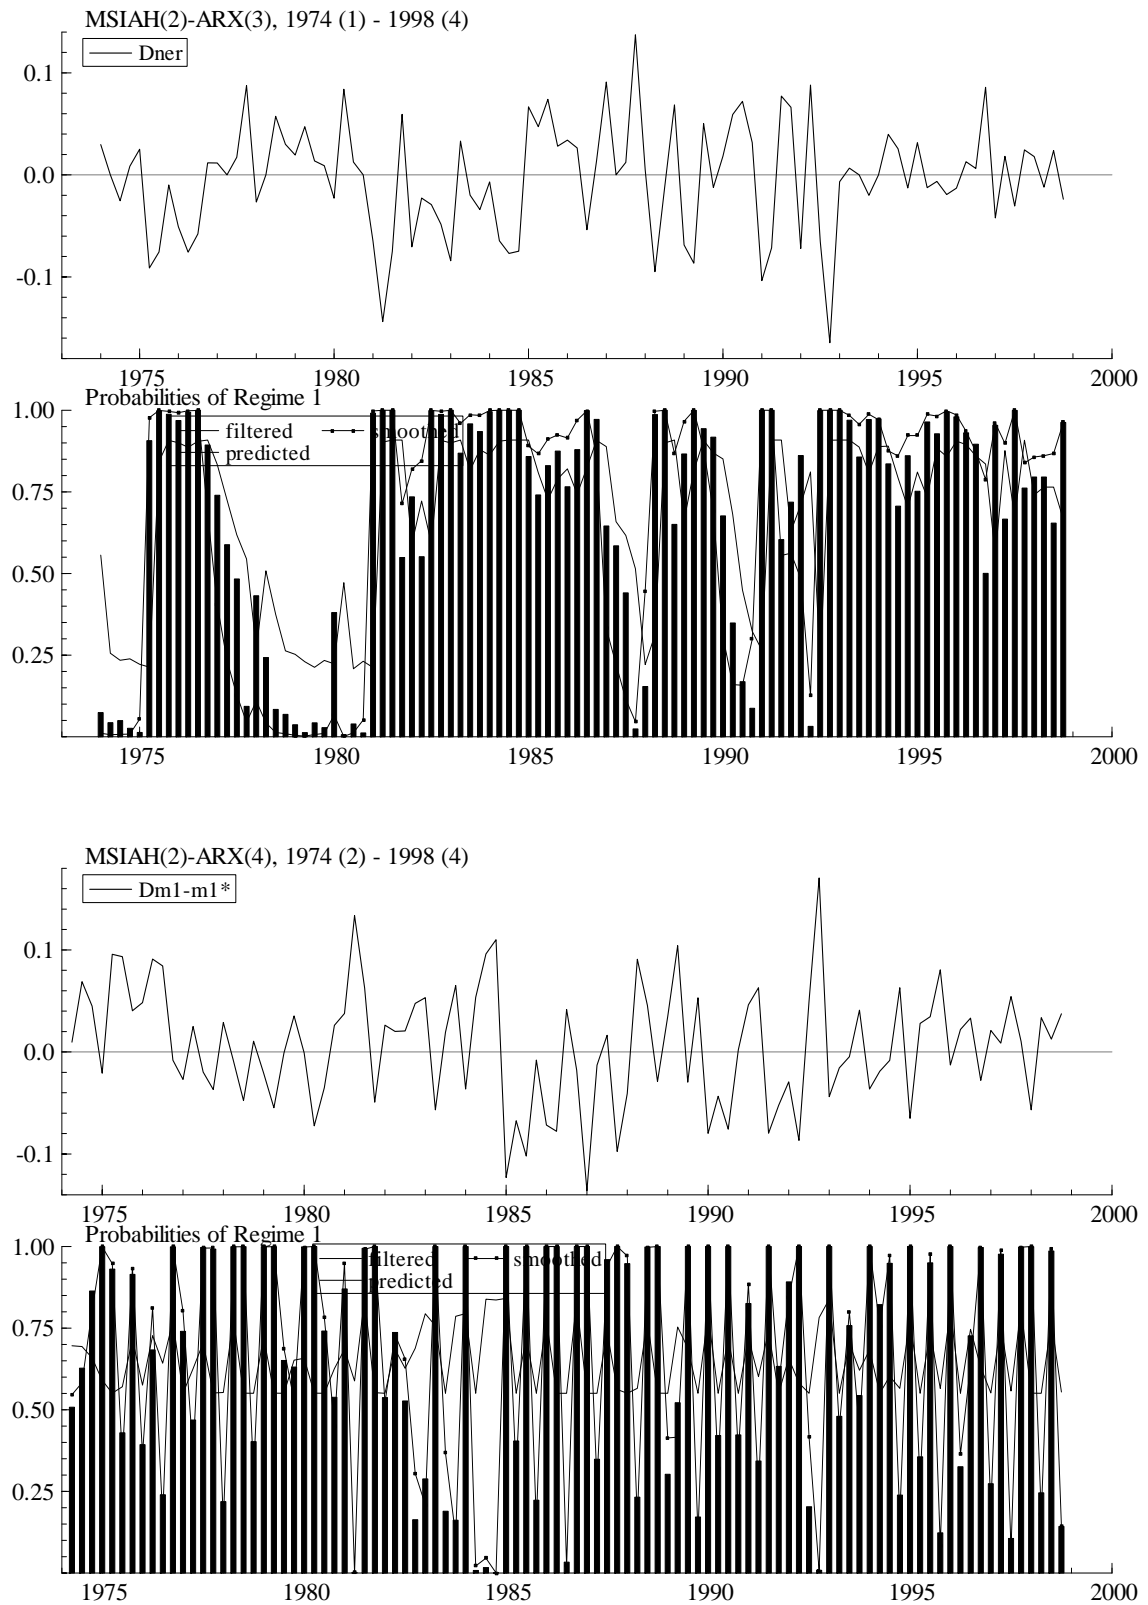 MSIAH(2)-ARX(3), 1974 (1) - 1998 (4)
Dner
0.1
0.0
-0.1
1975 1980 1985 1990 1995 2000
Probabilities of Regime 1
1.00
filtered smoothed
predicted
0.75
0.50
0.25
1975 1980 1985 1990 1995 2000
MSIAH(2)-ARX(4), 1974 (2) - 1998 (4)
Dm1-m1*
0.1
0.0
-0.1
1975 1980 1985 1990 1995 2000
Probabilities of Regime 1
1.00
filtered smoothed
predicted
0.75
0.50
0.25
1975 1980 1985 1990 1995 2000